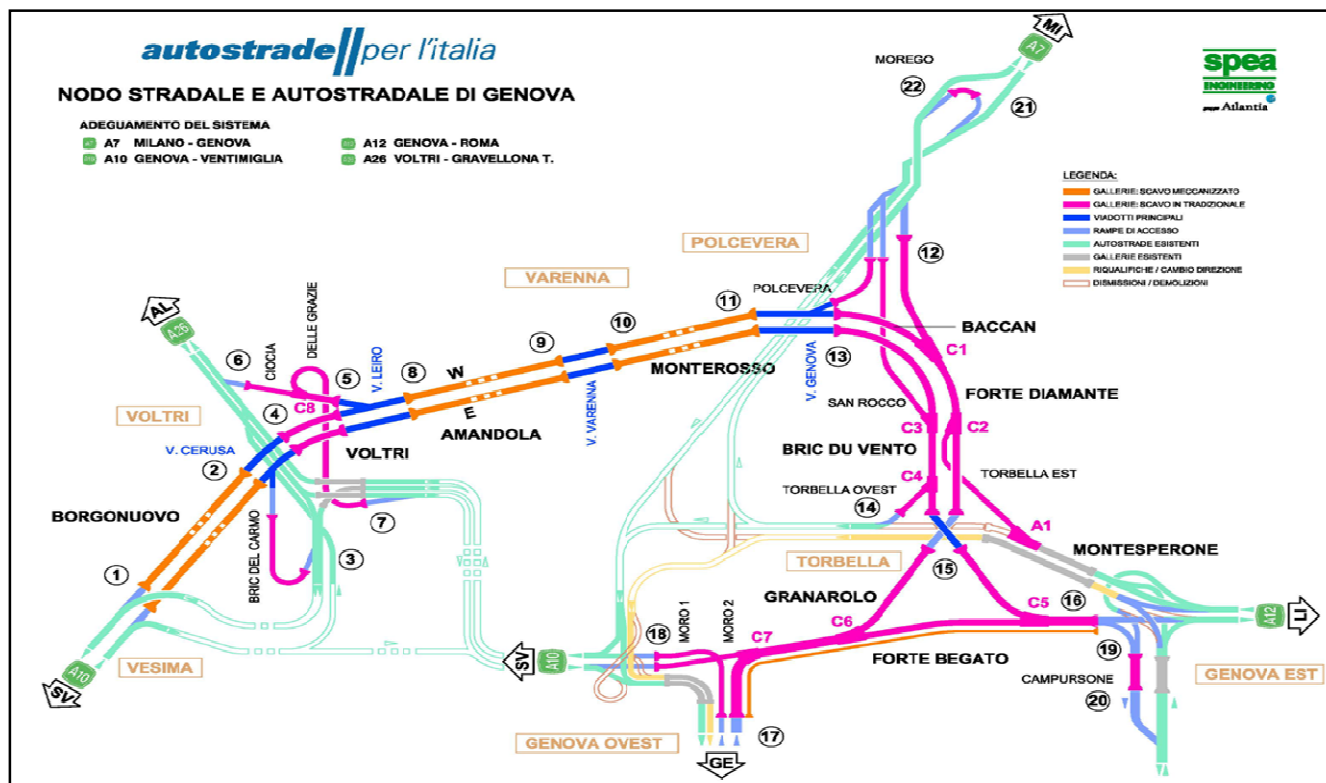 autostrade//per l'italia
NODO STRADALE E AUTOSTRADALE DI GENOVA
ADEGUAMENTO DEL SISTEMA
A7 MILANO - GENOVA
A12 GENOVA - ROMA
A10 GENOVA - VENTIMIGLIA
A26 VOLTRI - GRAVELLONA T.
spea
ENGINEERING
Atlantia
LEGENDA:
GALLERIE: SCAVO MECCANIZZATO
GALLERIE: SCAVO IN TRADIZIONALE
VIADOTTI PRINCIPALI
RAMPE DI ACCESSO
AUTOSTRADE ESISTENTI
GALLERIE ESISTENTI
RIQUALIFICHE / CAMBIO DIREZIONE
DISMISSIONI / DEMOLIZIONI
MI
A7
MOREGO
22
21
POLCEVERA
12
VARENNA
POLCEVERA
11
BACCAN
AL
A26
DELLE GRAZIE
10
9
13
C1
6
CIOCIA
5
V. LEIRO
8
W
MONTEROSSO
V. GENOVA
FORTE DIAMANTE
C8
4
E
V. VARENNA
SAN ROCCO
VOLTRI
AMANDOLA
C3
C2
V. CERUSA
VOLTRI
BRIC DU VENTO
2
C4
TORBELLA EST
7
TORBELLA OVEST
14
BORGONUOVO
A1
BRIC DEL CARMO
3
TORBELLA
15
MONTESPERONE
1
GRANAROLO
16
C5
A12
LI
C6
18
MORO 1
MORO 2
C7
19
SV
A10
FORTE BEGATO
VESIMA
A10
SV
CAMPURSONE
GENOVA EST
20
GENOVA OVEST
17
GE